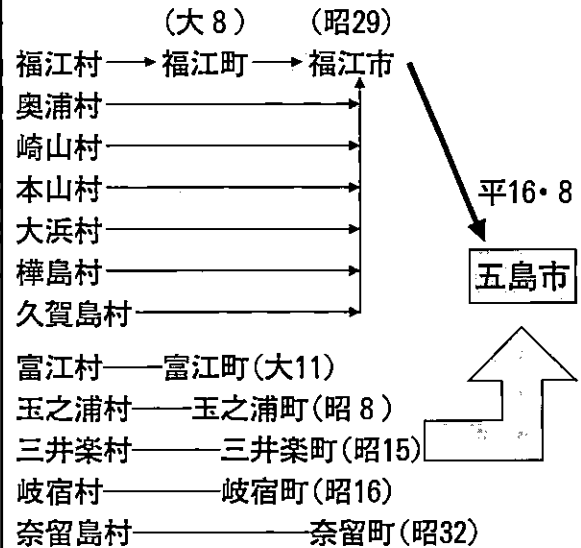 (大8) (昭29)
福江村 福江町 福江市
奥浦村
崎山村
本山村
平16・8
大浜村
五島市
樺島村
久賀島村
富江村 富江町(大11)
玉之浦村 玉之浦町(昭8)
三井楽村 三井楽町(昭15)
岐宿村 岐宿町(昭16)
奈留島村 奈留町(昭32)